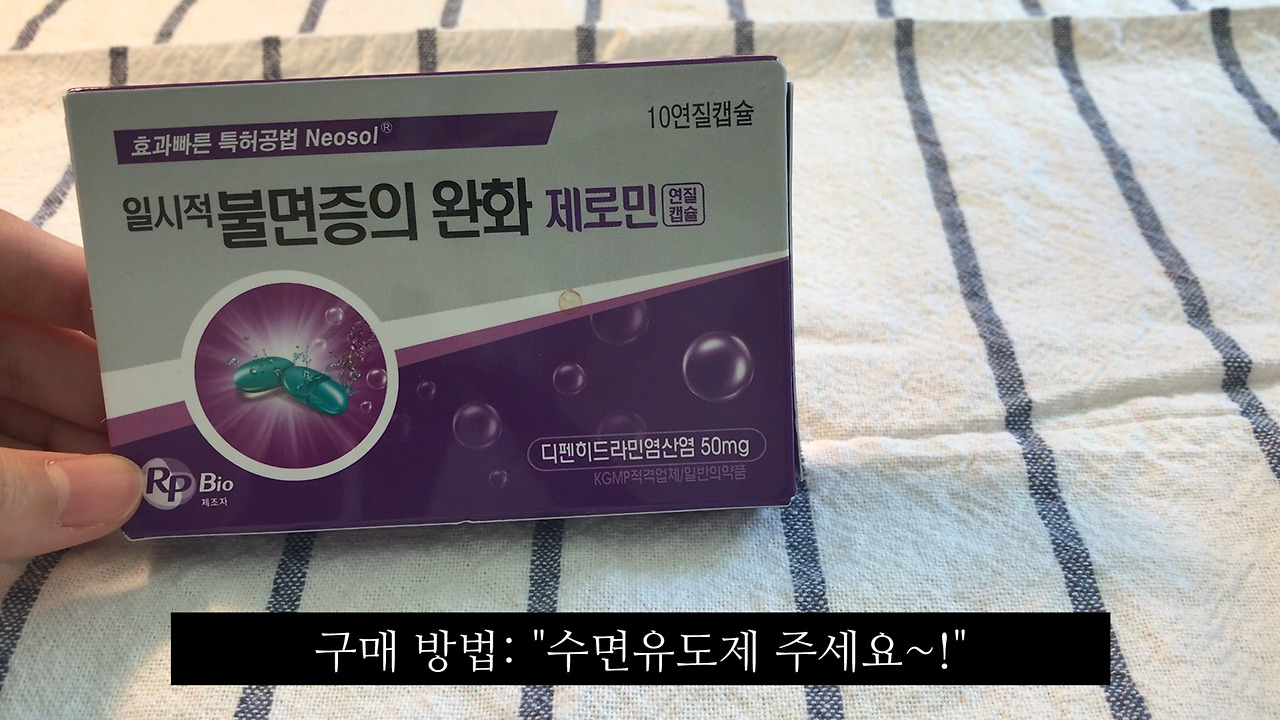 효과빠른 특허공법 Neosol®
10연질캡슐
일시적 불면증의 완화 제로민 연질캡슐
디펜히드라민염산염 50mg
KGMP적격업체/일반의약품
RP Bio
제조자
구매 방법: "수면유도제 주세요~!"